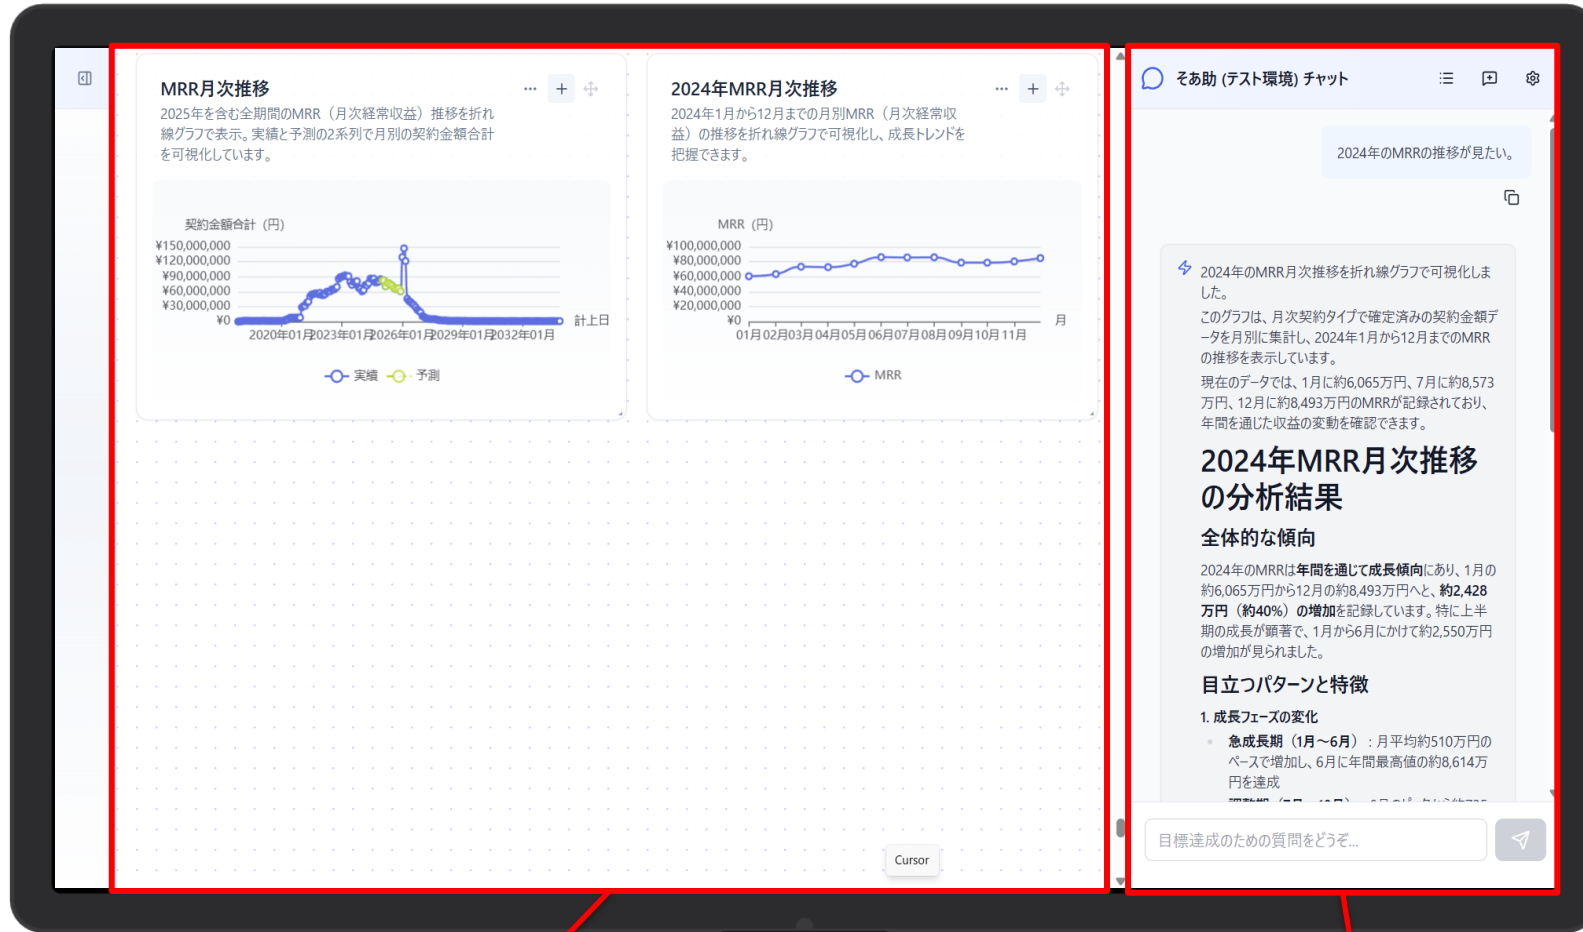 MRR月次推移
2025年を含む全期間のMRR（月次経常収益）推移を折れ
線グラフで表示。実績と予測の2系列で月別の契約金額合計
を可視化しています。
契約金額合計（円）
¥150,000,000
¥120,000,000
¥90,000,000
¥60,000,000
¥30,000,000
¥0
2020年01月2023年01月2026年01月2029年01月2032年01月
計上日
実績 予測
2024年MRR月次推移
2024年1月から12月までの月別MRR（月次経常収
益）の推移を折れ線グラフで可視化し、成長トレンドを
把握できます。
MRR（円）
¥100,000,000
¥80,000,000
¥60,000,000
¥40,000,000
¥20,000,000
¥0
01月02月03月04月05月06月07月08月09月10月11月
月
MRR
Cursor
そあ助 (テスト環境) チャット
2024年のMRRの推移が見たい。
2024年のMRR月次推移を折れ線グラフで可視化しま
した。
このグラフは、月次契約タイプで確定済みの契約金額デ
ータを月別に集計し、2024年1月から12月までのMRR
の推移を表示しています。
現在のデータでは、1月に約6,065万円、7月に約8,573
万円、12月に約8,493万円のMRRが記録されており、
年間を通じた収益の変動を確認できます。
2024年MRR月次推移
の分析結果
全体的な傾向
2024年のMRRは年間を通じて成長傾向にあり、1月の
約6,065万円から12月の約8,493万円へと、約2,428
万円（約40%）の増加を記録しています。特に上半
期の成長が顕著で、1月から6月にかけて約2,550万円
の増加が見られました。
目立つパターンと特徴
1. 成長フェーズの変化
急成長期（1月～6月）：月平均約510万円の
ペースで増加し、6月に年間最高値の約8,614万
円を達成
目標達成のための質問をどうぞ...